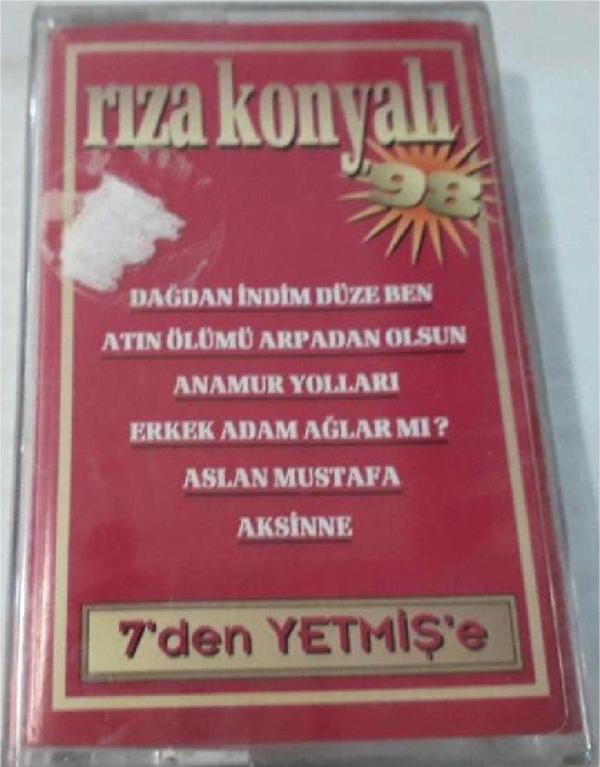 rıza konyalı
'98
DAĞDAN İNDİM DÜZE BEN
ATIN ÖLÜMÜ ARPADAN OLSUN
ANAMUR YOLLARI
ERKEK ADAM AĞLAR MI?
ASLAN MUSTAFA
AKSİNNE
7'den YETMİŞ'e